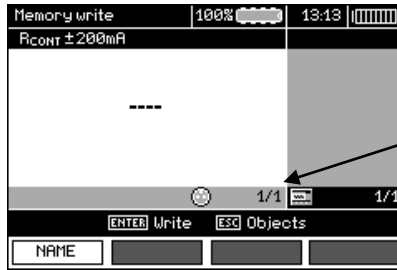 Memory write 100% 13:13
RCONT ±200mA
----
1/1 1/1
ENTER Write ESC Objects
NAME